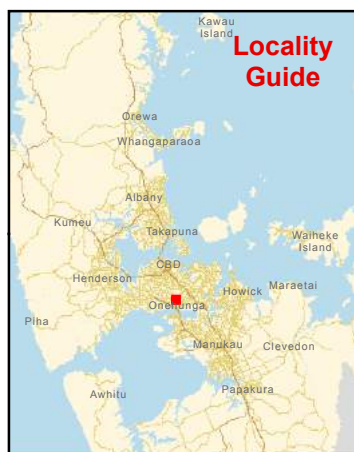 Kawau
Island
Locality
Guide
Orewa
Whangaparaoa
Albany
Takapuna
Kumeu
Waiheke
Island
CBD
Henderson
Howick
Maraetai
Onehunga
Piha
Manukau
Clevedon
Papakura
Awhitu